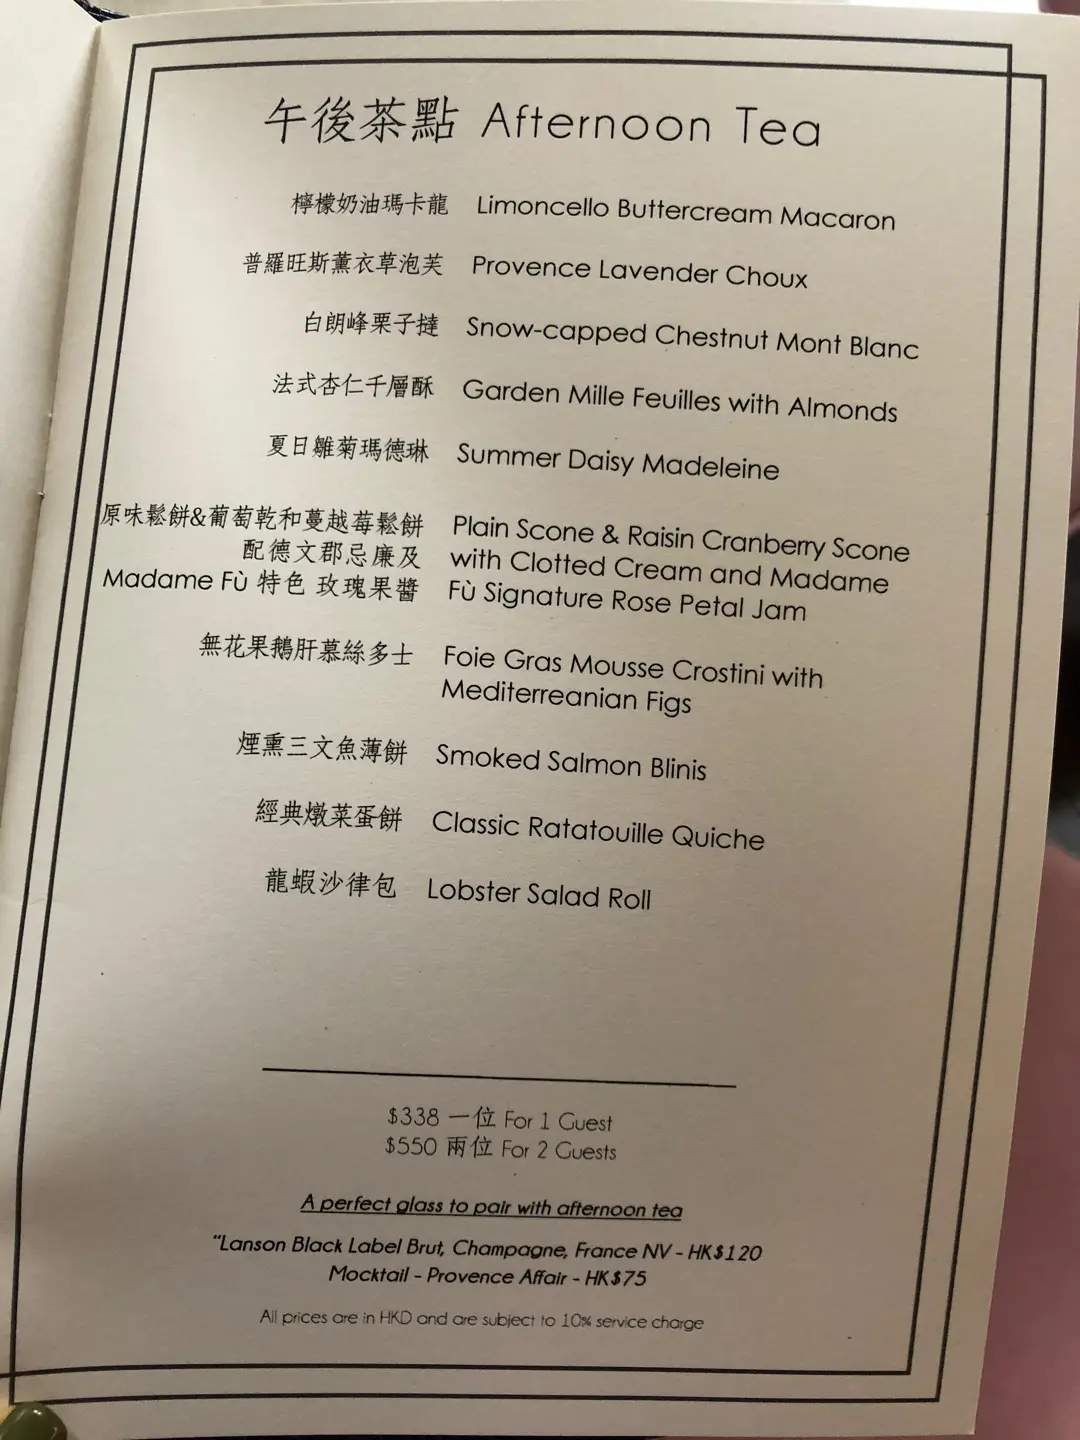 午後茶點 Afternoon Tea
檸檬奶油瑪卡龍 Limoncello Buttercream Macaron
普羅旺斯薰衣草泡芙 Provence Lavender Choux
白朗峰栗子撻 Snow-capped Chestnut Mont Blanc
法式杏仁千層酥 Garden Mille Feuilles with Almonds
夏日雛菊瑪德琳 Summer Daisy Madeleine
原味鬆餅&葡萄乾和蔓越莓鬆餅 Plain Scone & Raisin Cranberry Scone
配德文郡忌廉及 with Clotted Cream and Madame
Madame Fù 特色 玫瑰果醬 Fù Signature Rose Petal Jam
無花果鵝肝慕絲多士 Foie Gras Mousse Crostini with
Mediterreanian Figs
煙熏三文魚薄餅 Smoked Salmon Blinis
經典燉菜蛋餅 Classic Ratatouille Quiche
龍蝦沙律包 Lobster Salad Roll
$338 一位 For 1 Guest
$550 兩位 For 2 Guests
A perfect glass to pair with afternoon tea
“Lanson Black Label Brut, Champagne, France NV - HK$120
Mocktail - Provence Affair - HK$75
All prices are in HKD and are subject to 10% service charge